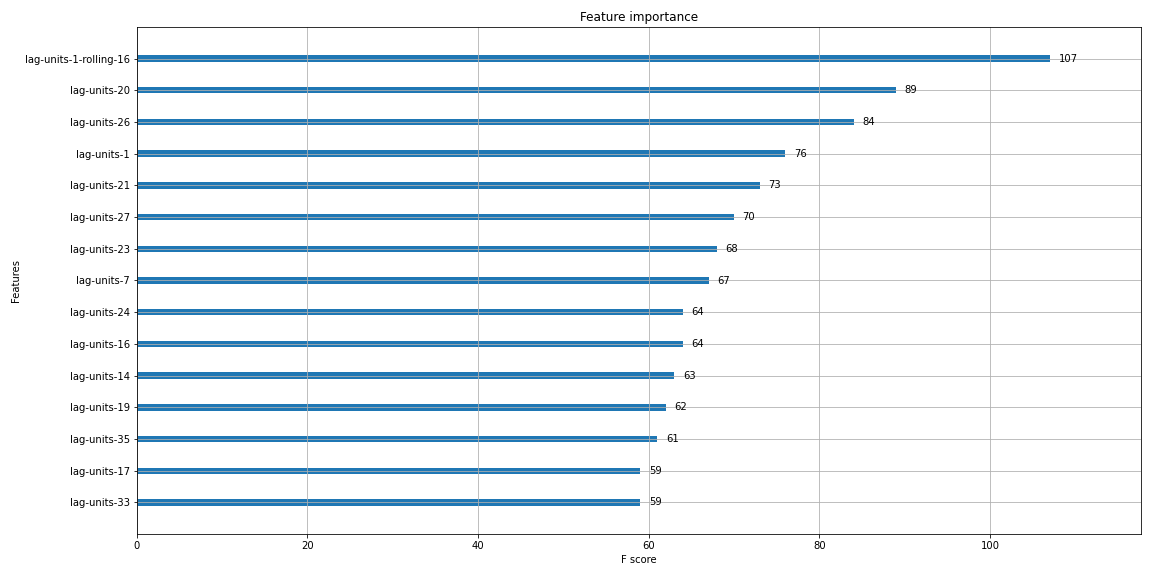 Feature importance
lag-units-1-rolling-16 107
lag-units-20 89
lag-units-26 84
lag-units-1 76
lag-units-21 73
lag-units-27 70
lag-units-23 68
lag-units-7 67
lag-units-24 64
lag-units-16 64
lag-units-14 63
lag-units-19 62
lag-units-35 61
lag-units-17 59
lag-units-33 59
Features
0 20 40 60 80 100
F score